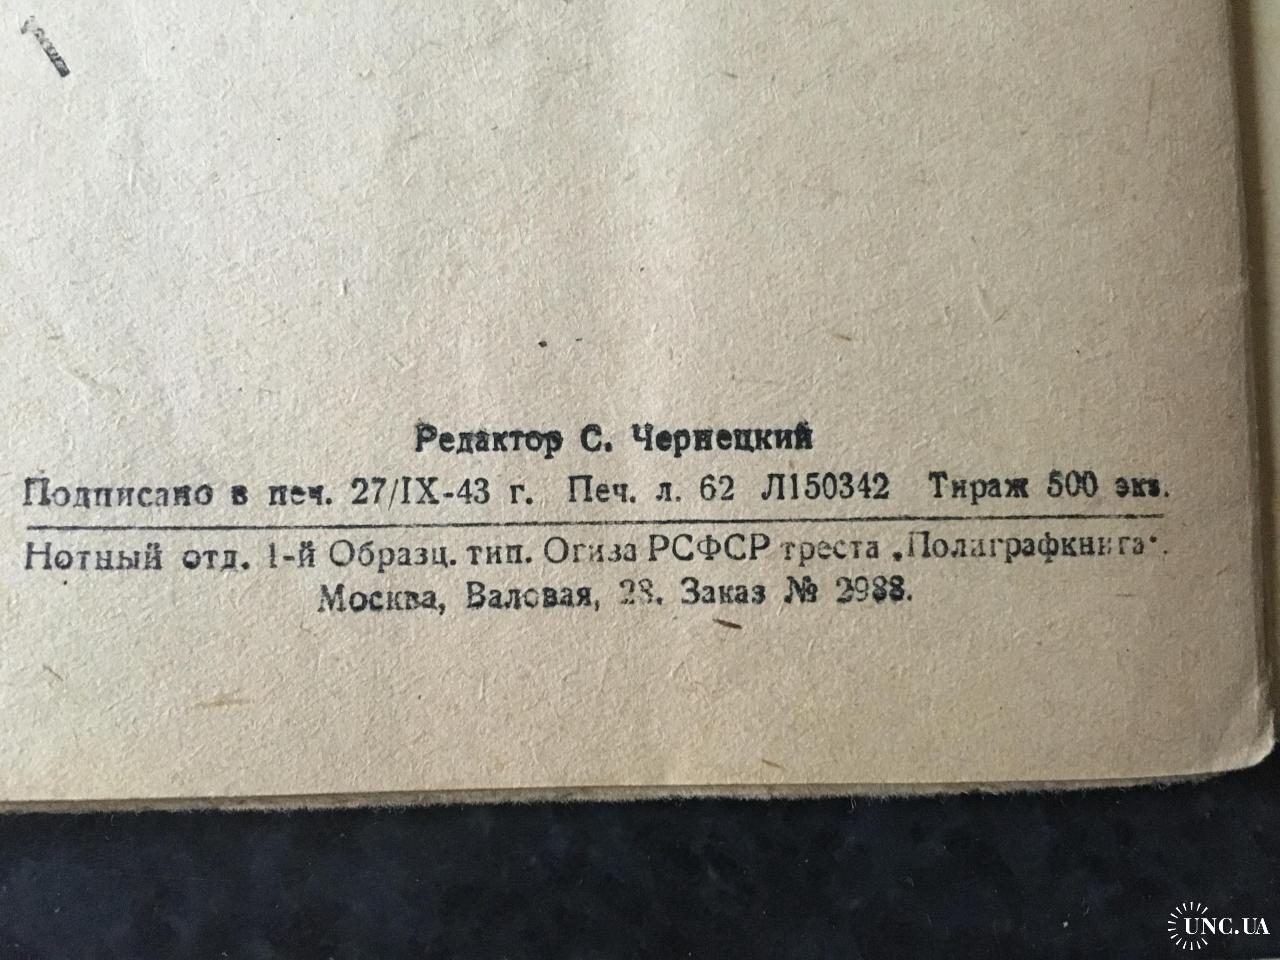 Редактор С. Чернецкий
Подписано в печ. 27/IX-43 г. Печ. л. 62 Л150342 Тираж 500 экз.
Нотный отд. 1-й Образц. тип. Огиза РСФСР треста „Полиграфкнига“.
Москва, Валовая, 28. Заказ № 2988.
UNC.UA